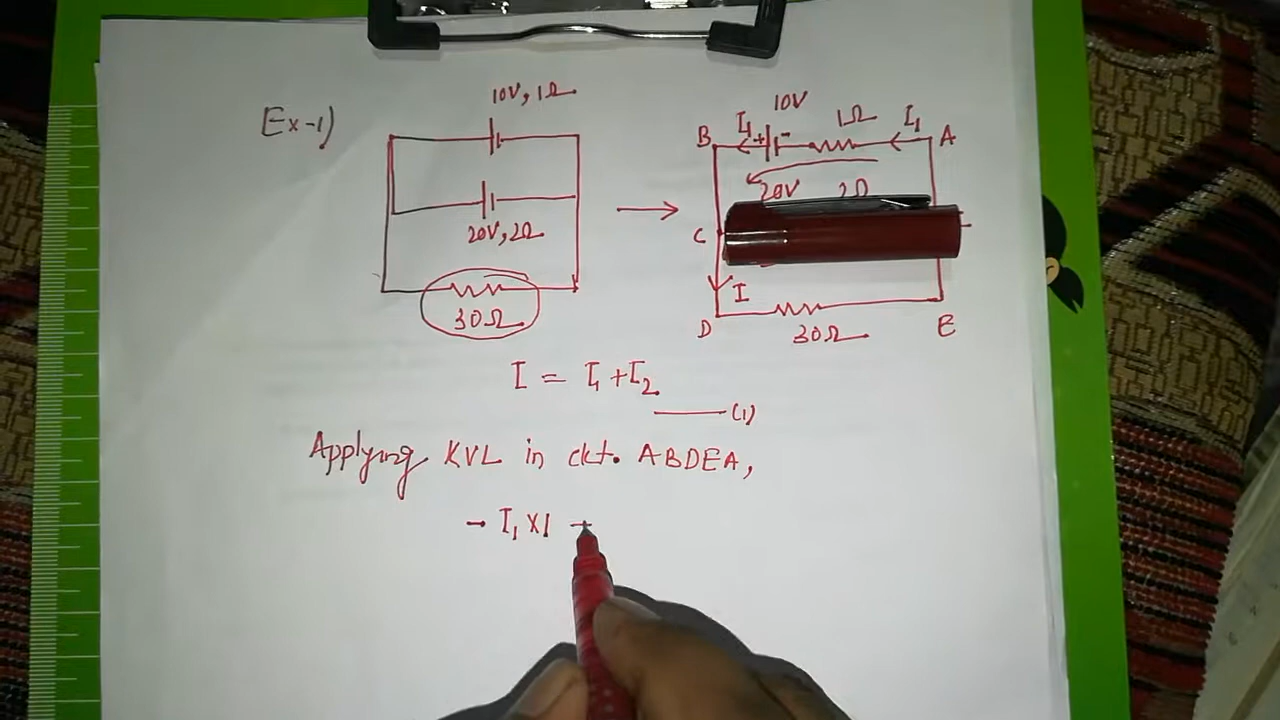 Ex-1)
10V, 1Ω
20V, 2Ω
30Ω
10V
1Ω
B I₁ + - I₁ A
20V 2Ω
C
I
D 30Ω E
I = I₁ + I₂
(1)
Applying KVL in ckt. ABDEA,
- I₁ x 1 -